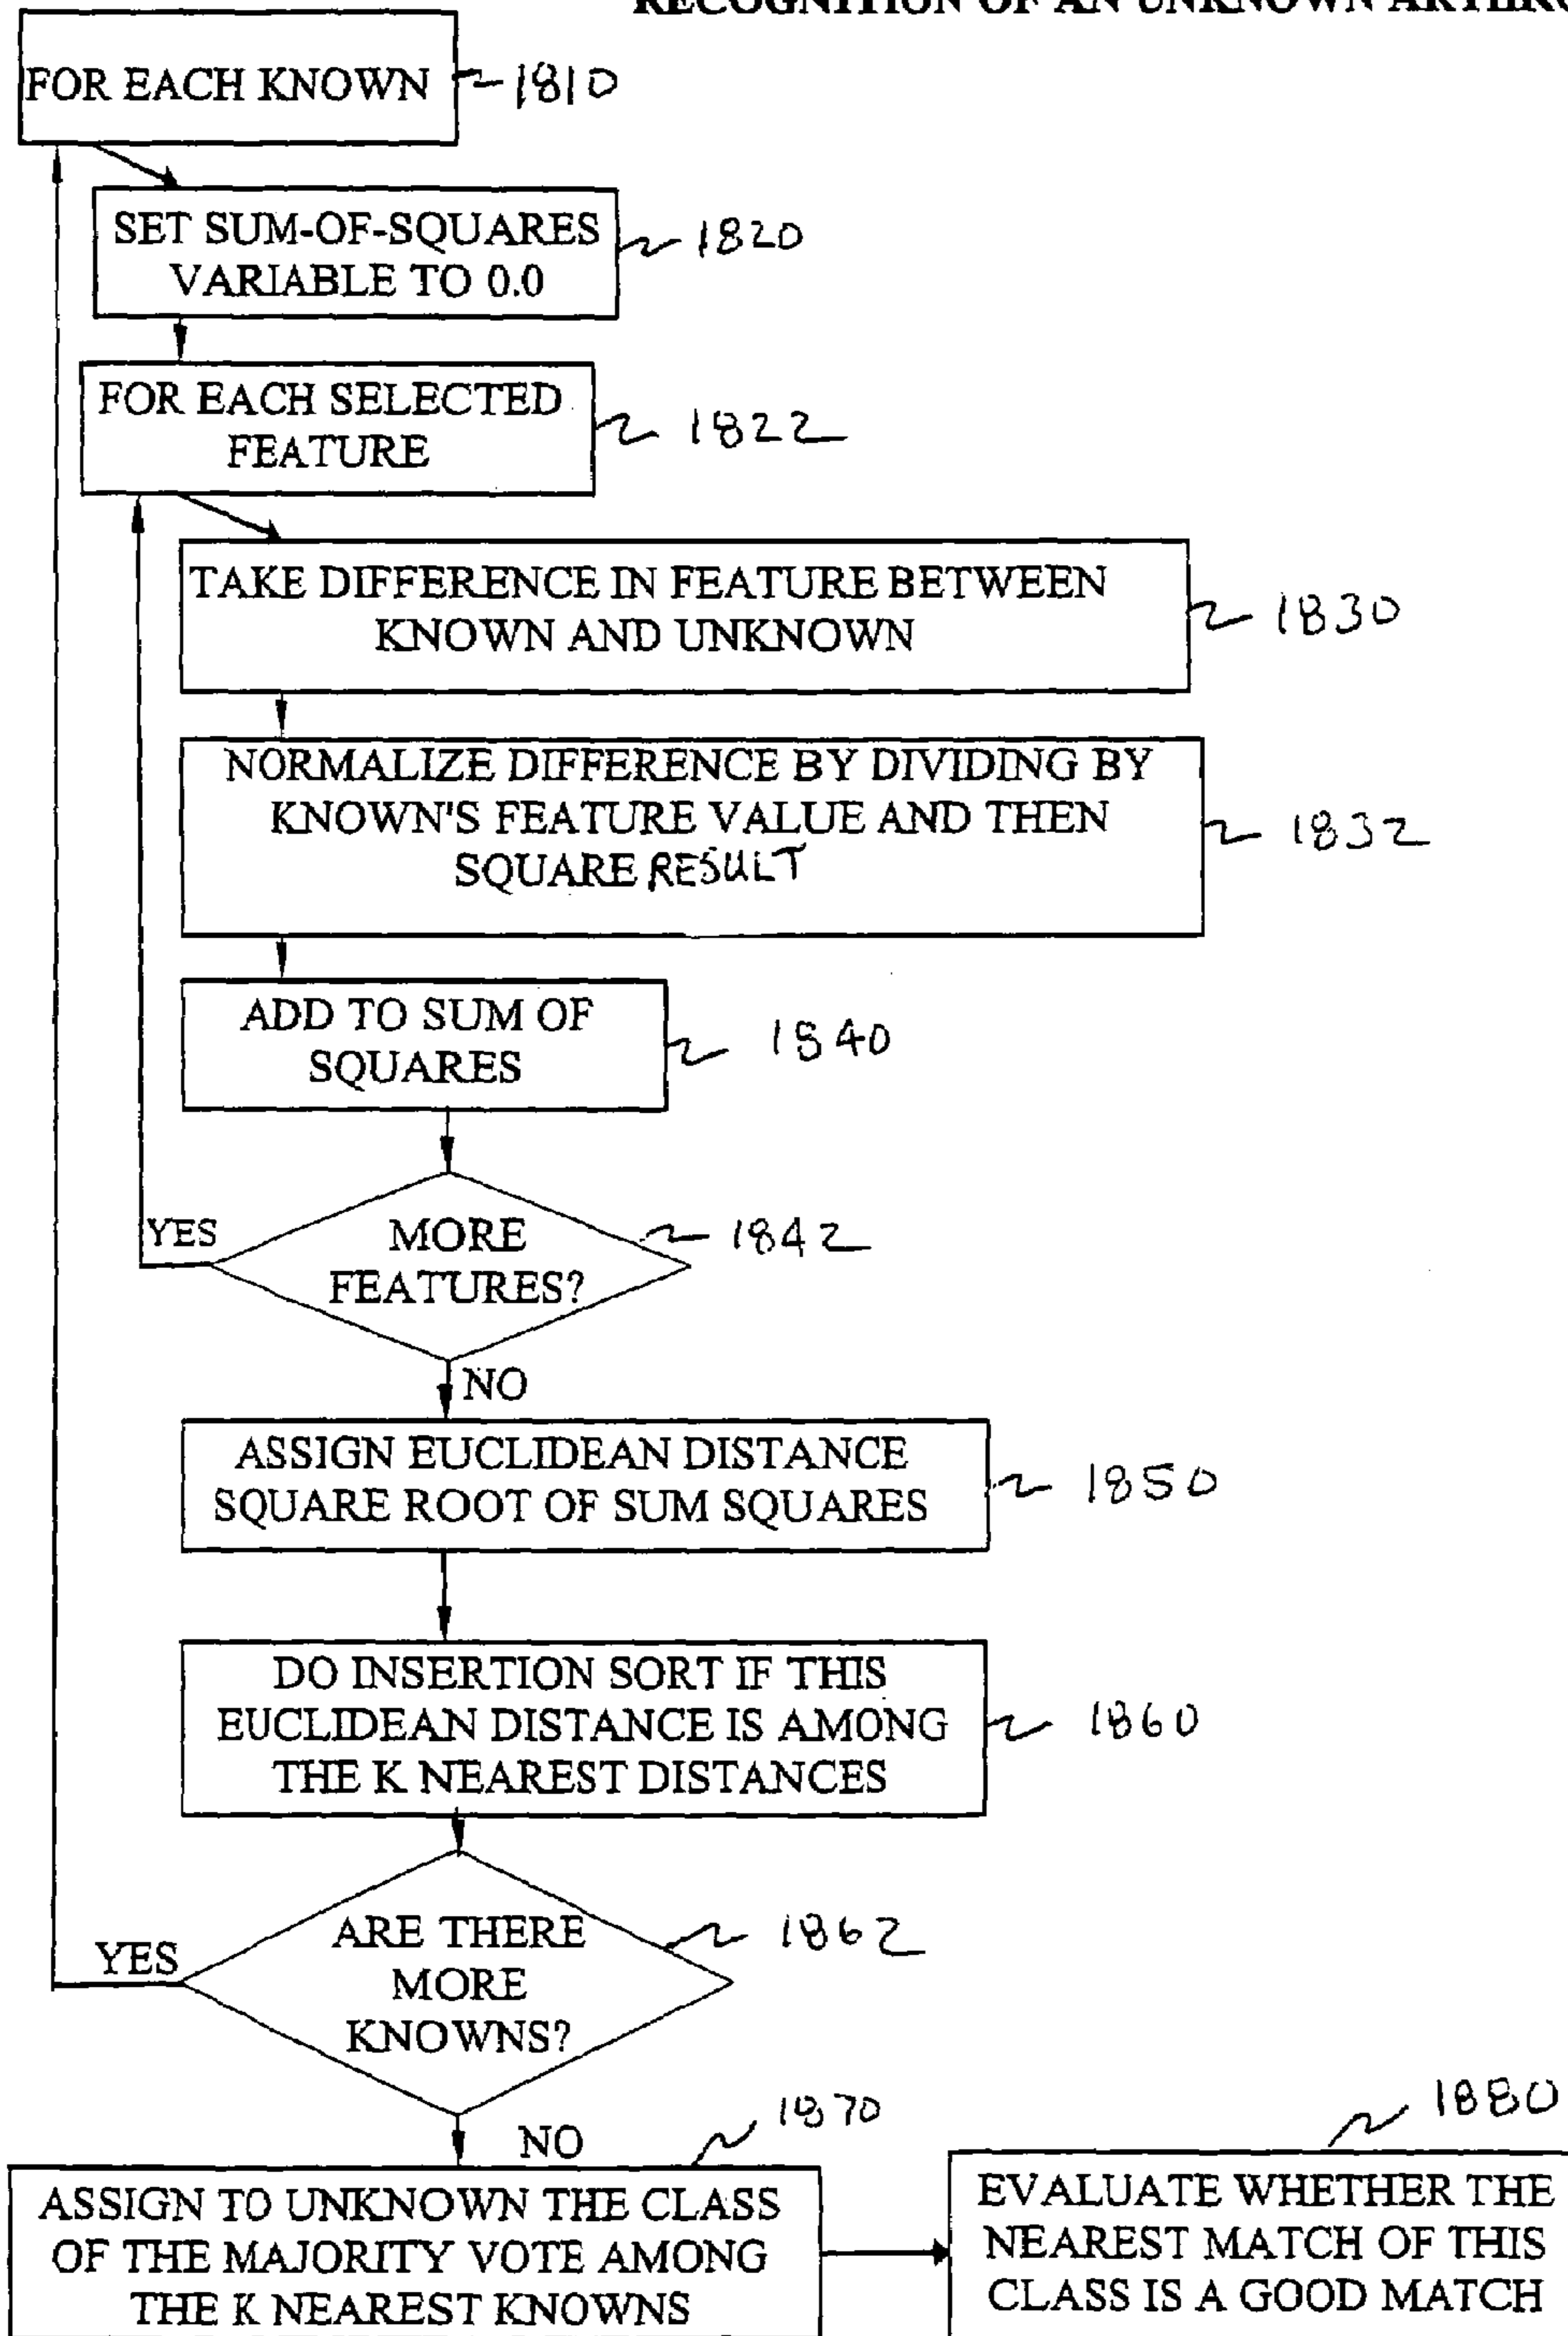 RECOGNITION OF AN UNKNOWN
FOR EACH KNOWN
1810
SET SUM-OF-SQUARES
VARIABLE TO 0.0
1820
FOR EACH SELECTED
FEATURE
1822
TAKE DIFFERENCE IN FEATURE BETWEEN
KNOWN AND UNKNOWN
1830
NORMALIZE DIFFERENCE BY DIVIDING BY
KNOWN'S FEATURE VALUE AND THEN
SQUARE RESULT
1832
ADD TO SUM OF
SQUARES
1840
MORE
FEATURES?
1842
YES
NO
ASSIGN EUCLIDEAN DISTANCE
SQUARE ROOT OF SUM SQUARES
1850
DO INSERTION SORT IF THIS
EUCLIDEAN DISTANCE IS AMONG
THE K NEAREST DISTANCES
1860
ARE THERE
MORE
KNOWNS?
1862
YES
NO
1870
ASSIGN TO UNKNOWN THE CLASS
OF THE MAJORITY VOTE AMONG
THE K NEAREST KNOWNS
1880
EVALUATE WHETHER THE
NEAREST MATCH OF THIS
CLASS IS A GOOD MATCH